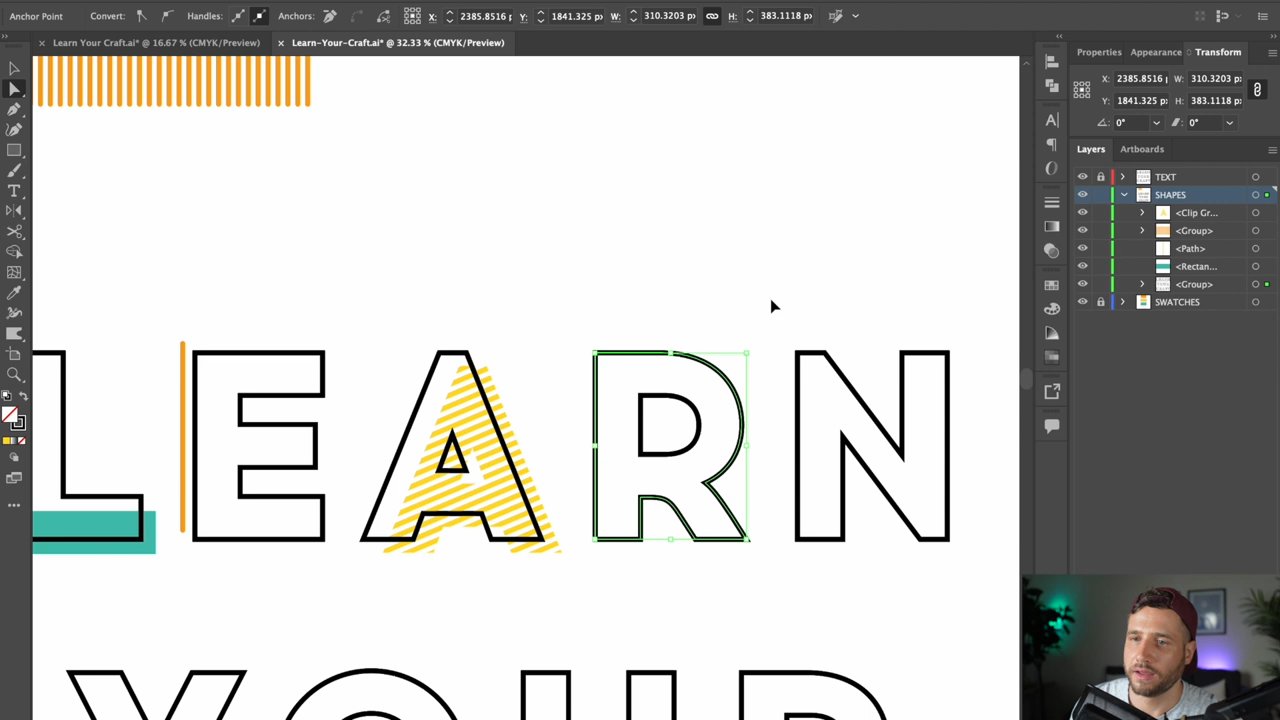 Anchor Point Convert: Handles: Anchors: X: 2385.8516 Y: 1841.325 px W: 310.3203 px H: 383.1118 px
Learn Your Craft.ai* @ 16.67 % (CMYK/Preview)
Learn-Your-Craft.ai* @ 32.33 % (CMYK/Preview)
Properties Appearance Transform
X: 2385.8516 W: 310.3203 px
Y: 1841.325 px H: 383.1118 px
0° 0°
Layers Artboards
TEXT
SHAPES
<Clip Gr...
<Group>
<Path>
<Rectan...
<Group>
SWATCHES
LEARN
YOUR